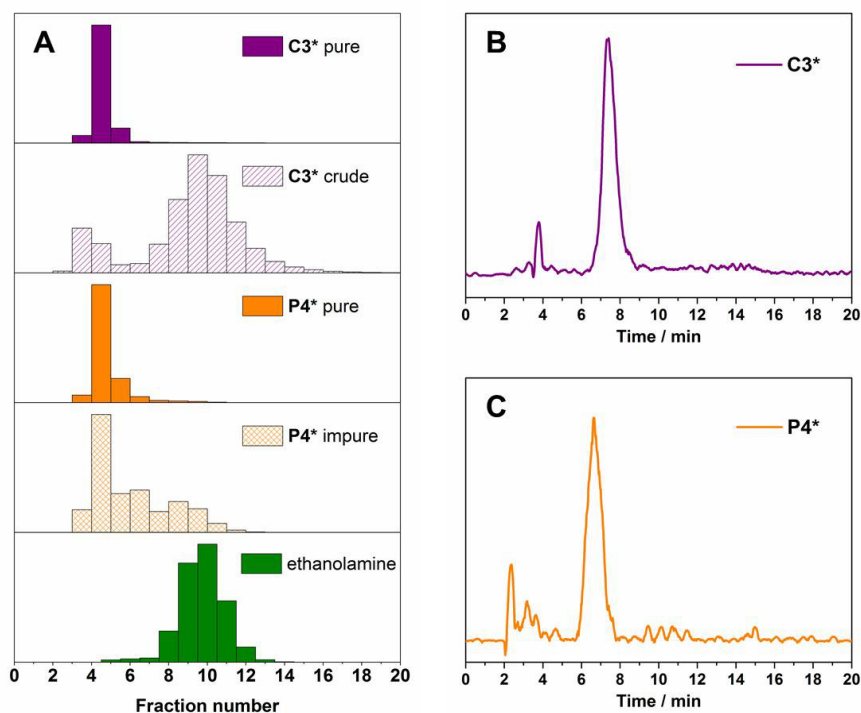 A
C3* pure
C3* crude
P4* pure
P4* impure
ethanolamine
0 2 4 6 8 10 12 14 16 18 20
Fraction number
B
C3*
0 2 4 6 8 10 12 14 16 18 20
Time / min
C
P4*
0 2 4 6 8 10 12 14 16 18 20
Time / min